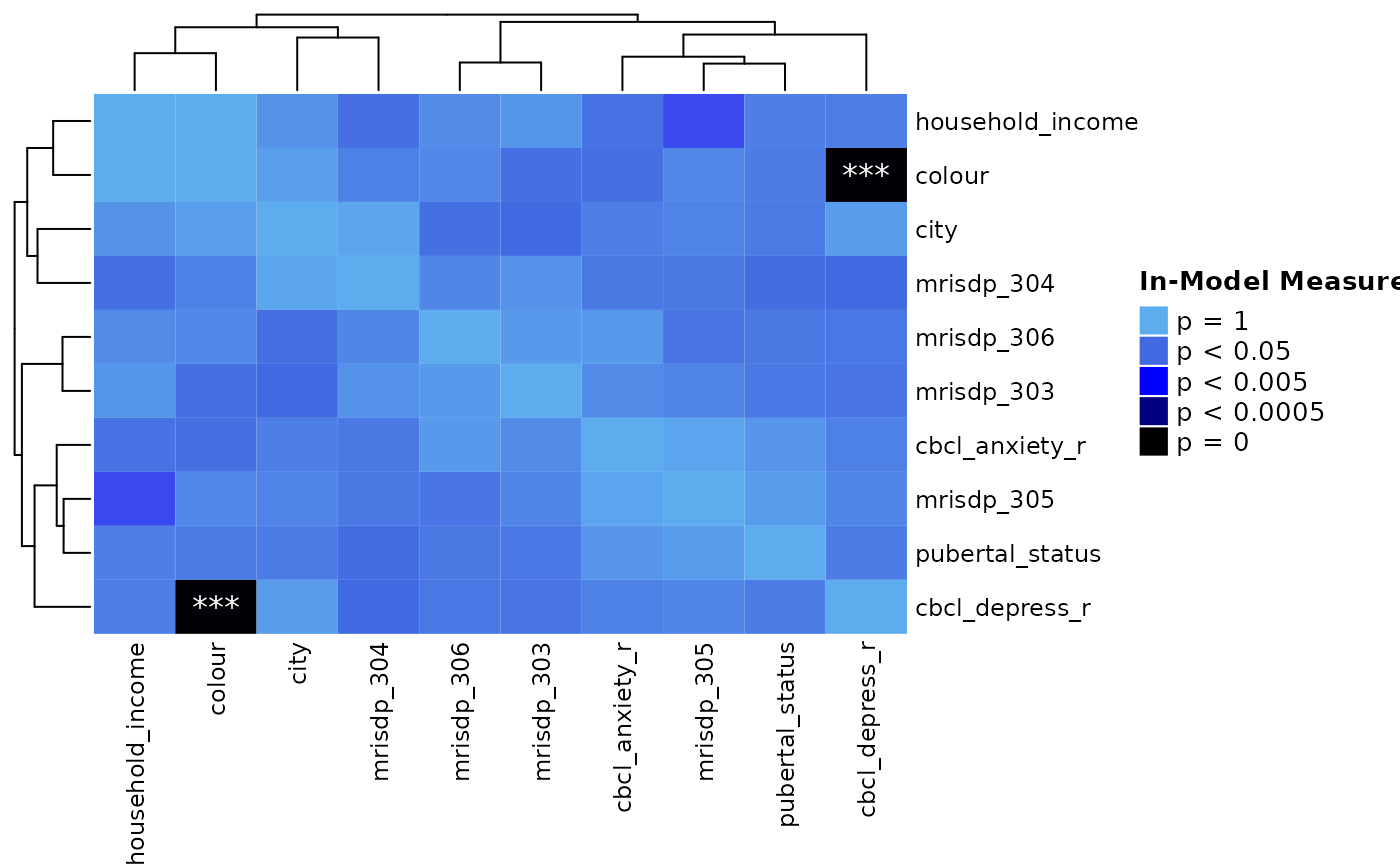 household_income
***
colour
city
mrisdp_304
In-Model Measure
p = 1
mrisdp_306
p < 0.05
p < 0.005
mrisdp_303
p < 0.0005
cbcl_anxiety_r
p = 0
mrisdp_305
pubertal_status
***
cbcl_depress_r
household_income
colour
city
mrisdp_304
mrisdp_306
mrisdp_303
cbcl_anxiety_r
mrisdp_305
pubertal_status
cbcl_depress_r